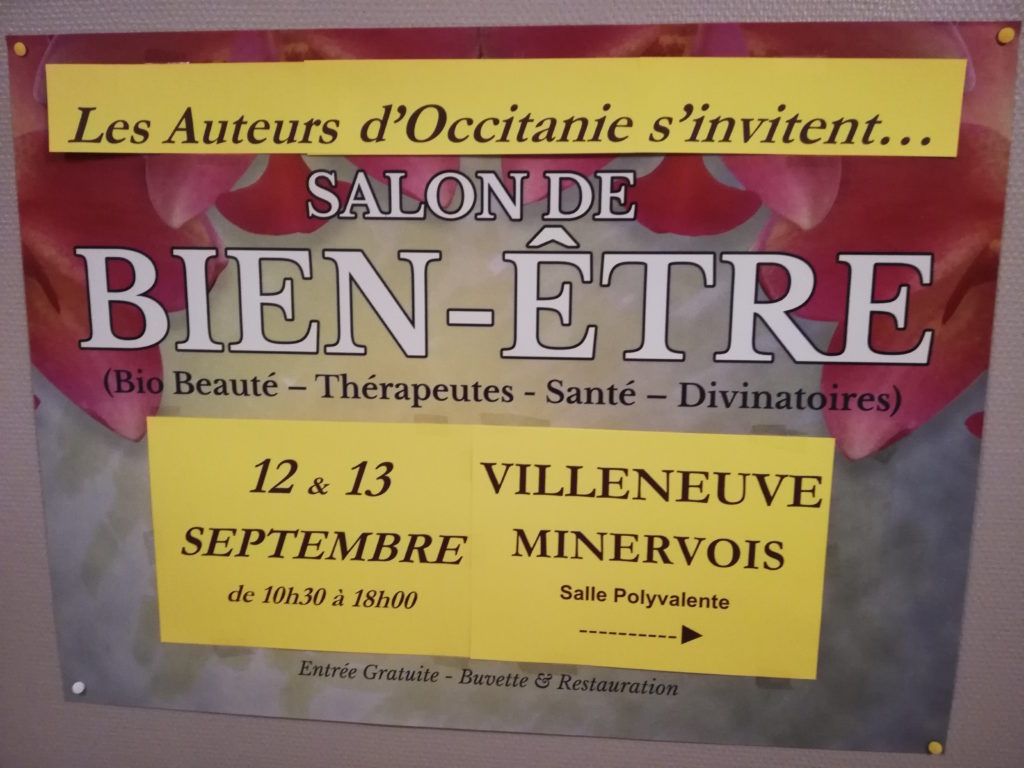 Les Auteurs d'Occitanie s'invitent...
SALON DE
BIEN-ÊTRE
(Bio Beauté – Thérapeutes - Santé – Divinatoires)
12 & 13
SEPTEMBRE
de 10h30 à 18h00
VILLENEUVE
MINERVOIS
Salle Polyvalente
Entrée Gratuite - Buvette & Restauration